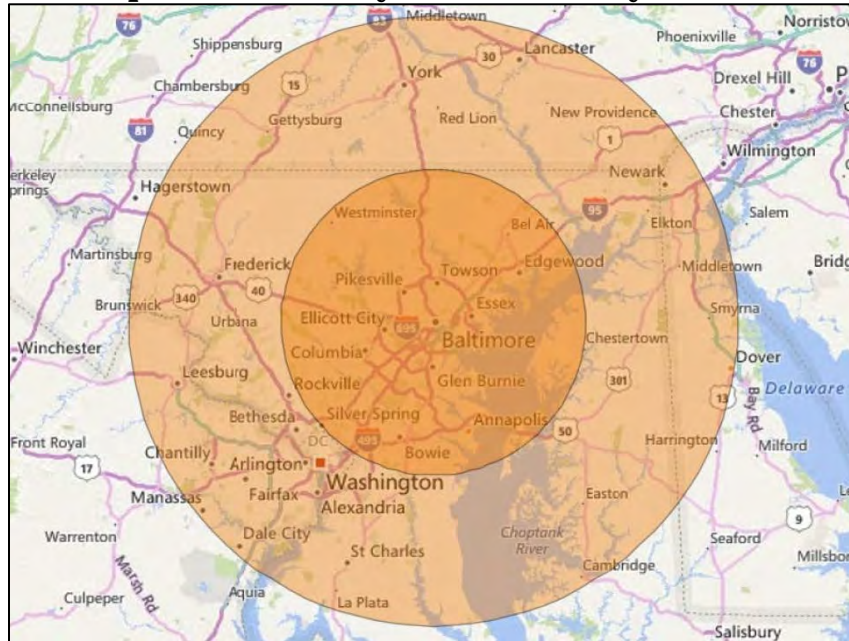 76
83
Middletown
Norristow
Shippensburg
Lancaster
Phoenixville
30
York
76
Chambersburg
15
Drexel Hill
P
McConnellsburg
Red Lion
New Providence
Chester
81
Quincy
Gettysburg
1
Wilmington
Berkeley
Springs
Hagerstown
Newark
Westminster
95
Bel Air
Elkton
Salem
Martinsburg
Frederick
Towson
Edgewood
Middletown
Bridg
Pikesville
40
340
Brunswick
Essex
Smyrna
Urbana
Ellicott City
695
Baltimore
Chestertown
Winchester
Columbia
Dover
Glen Burnie
301
Leesburg
Rockville
13
Delaware
Bay Rd
Silver Spring
Bethesda
Annapolis
DC
495
50
Front Royal
Harrington
Milford
Chantilly
Bowie
17
Arlington
Washington
Manassas
Fairfax
Alexandria
Easton
9
Warrenton
Dale City
Choptank
River
Seaford
St Charles
Millsbo
Marsh Rd
Cambridge
Culpeper
Aquia
La Plata
Salisbury